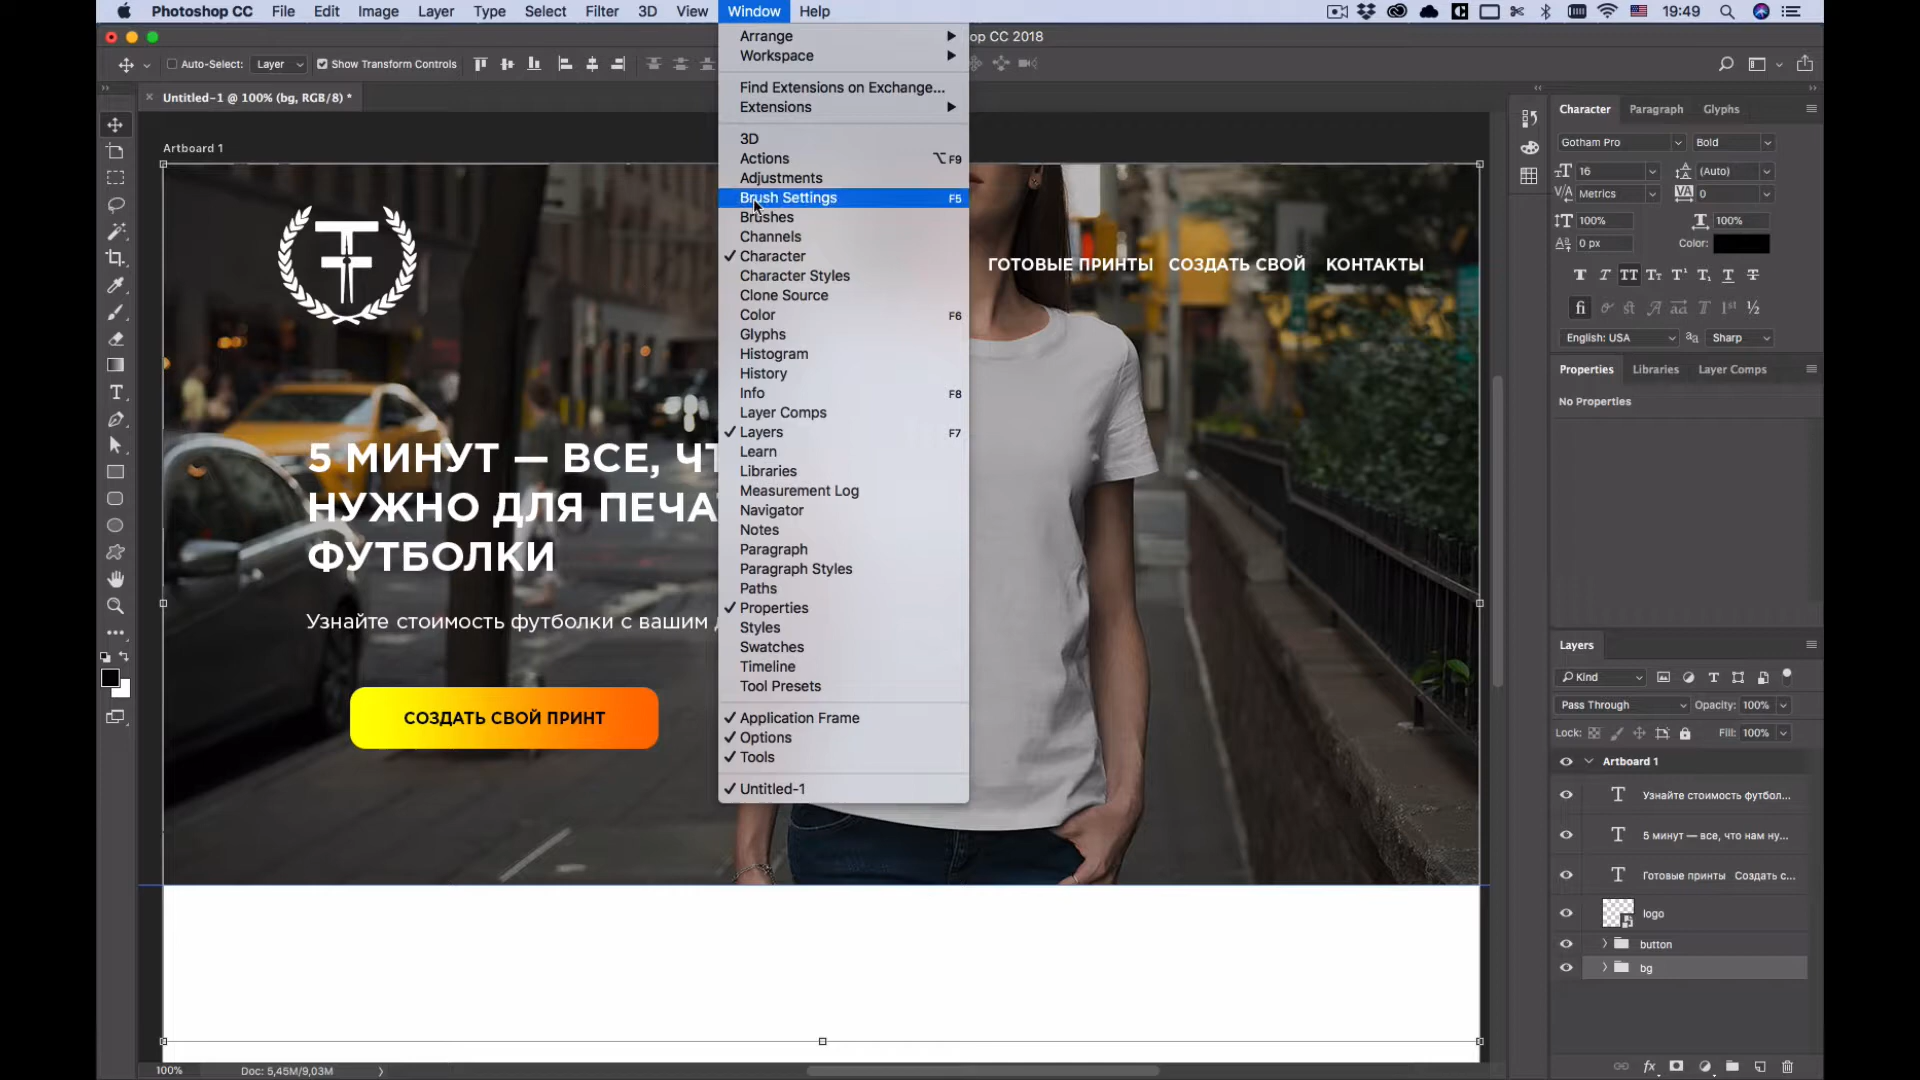 Photoshop CC File Edit Image Layer Type Select Filter 3D View Window Help 19:49
op CC 2018
Auto-Select: Layer Show Transform Controls
Untitled-1 @ 100% (bg, RGB/8) *
Artboard 1
Arrange
Workspace
Find Extensions on Exchange...
Extensions
3D
Actions ⌥F9
Adjustments
Brush Settings F5
Brushes
Channels
Character
Character Styles
Clone Source
Color F6
Glyphs
Histogram
History
Info F8
Layer Comps
Layers F7
Learn
Libraries
Measurement Log
Navigator
Notes
Paragraph
Paragraph Styles
Paths
Properties
Styles
Swatches
Timeline
Tool Presets
Application Frame
Options
Tools
Untitled-1
ГОТОВЫЕ ПРИНТЫ СОЗДАТЬ СВОЙ КОНТАКТЫ
5 МИНУТ — ВСЕ, ЧТ
НУЖНО ДЛЯ ПЕЧА
ФУТБОЛКИ
Узнайте стоимость футболки с вашим
СОЗДАТЬ СВОЙ ПРИНТ
Character Paragraph Glyphs
Gotham Pro Bold
16 (Auto)
Metrics 0
100% 100%
0 px Color:
English: USA Sharp
Properties Libraries Layer Comps
No Properties
Layers
Kind
Pass Through Opacity: 100%
Lock: Fill: 100%
Artboard 1
Узнайте стоимость футбол...
5 минут — все, что нам ну...
Готовые принты Создать с...
logo
button
bg
100% Doc: 5,45M/9,03M